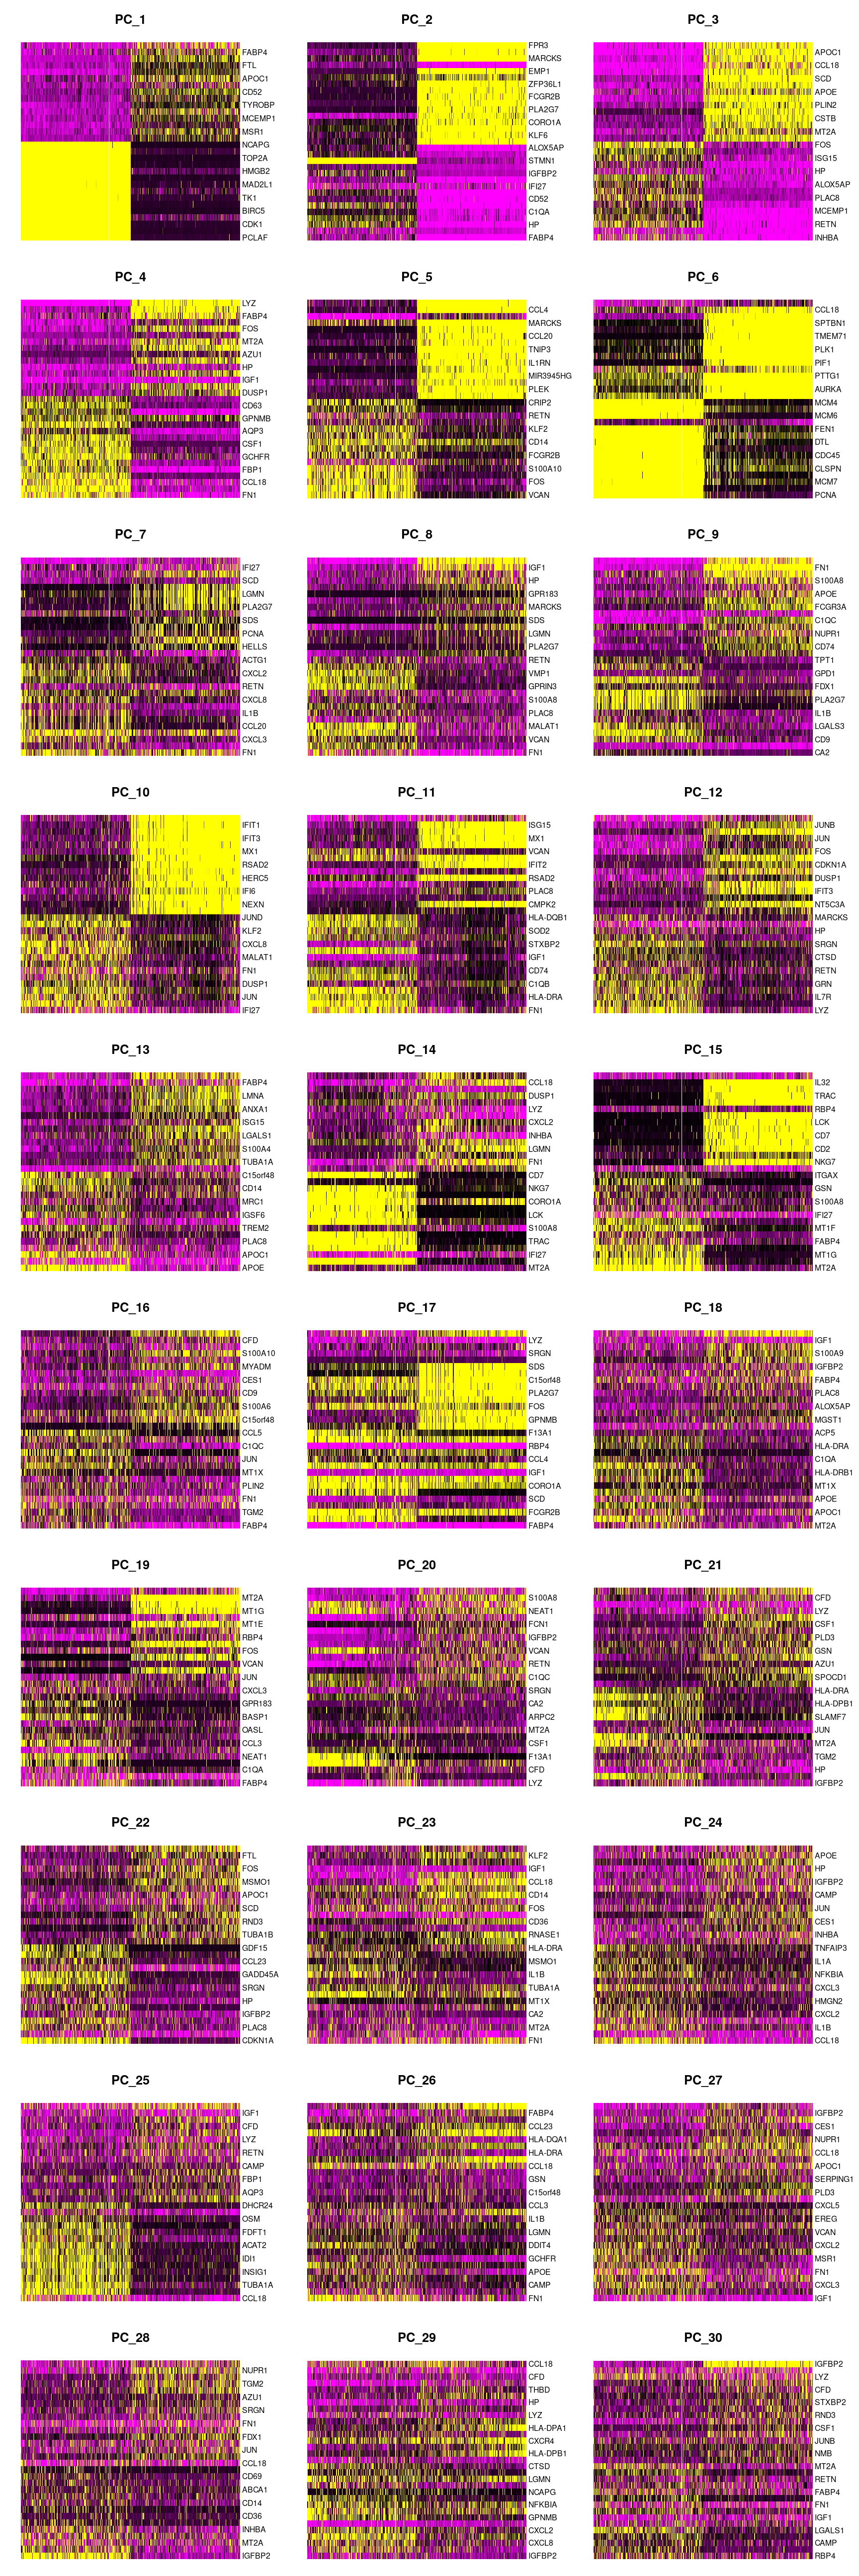 PC_1
FABP4
FTL
APOC1
CD52
TYROBP
MCEMP1
MSR1
NCAPG
TOP2A
HMGB2
MAD2L1
TK1
BIRC5
CDK1
PCLAF
PC_2
FPR3
MARCKS
EMP1
ZFP36L1
FCGR2B
PLA2G7
CORO1A
KLF6
ALOX5AP
STMN1
IGFBP2
IFI27
CD52
C1QA
HP
FABP4
PC_3
APOC1
CCL18
SCD
APOE
PLIN2
CSTB
MT2A
FOS
ISG15
HP
ALOX5AP
PLAC8
MCEMP1
RETN
INHBA
PC_4
LYZ
FABP4
FOS
MT2A
AZU1
HP
IGF1
DUSP1
CD63
GPNMB
AQP3
CSF1
GCHFR
FBP1
CCL18
FN1
PC_5
CCL4
MARCKS
CCL20
TNIP3
IL1RN
MIR3945HG
PLEK
CRIP2
RETN
KLF2
CD14
FCGR2B
S100A10
FOS
VCAN
PC_6
CCL18
SPTBN1
TMEM71
PLK1
PIF1
PTTG1
AURKA
MCM4
MCM6
FEN1
DTL
CDC45
CLSPN
MCM7
PCNA
PC_7
IFI27
SCD
LGMN
PLA2G7
SDS
PCNA
HELLS
ACTG1
CXCL2
RETN
CXCL8
IL1B
CCL20
CXCL3
FN1
PC_8
IGF1
HP
GPR183
MARCKS
SDS
LGMN
PLA2G7
RETN
VMP1
GPRIN3
S100A8
PLAC8
MALAT1
VCAN
FN1
PC_9
FN1
S100A8
APOE
FCGR3A
C1QC
NUPR1
CD74
TPT1
GPD1
FDX1
PLA2G7
IL1B
LGALS3
CD9
CA2
PC_10
IFIT1
IFIT3
MX1
RSAD2
HERC5
IFI6
NEXN
JUND
KLF2
CXCL8
MALAT1
FN1
DUSP1
JUN
IFI27
PC_11
ISG15
MX1
VCAN
IFIT2
RSAD2
PLAC8
CMPK2
HLA-DQB1
SOD2
STXBP2
IGF1
CD74
C1QB
HLA-DRA
FN1
PC_12
JUNB
JUN
FOS
CDKN1A
DUSP1
IFIT3
NT5C3A
MARCKS
HP
SRGN
CTSD
RETN
GRN
IL7R
LYZ
PC_13
FABP4
LMNA
ANXA1
ISG15
LGALS1
S100A4
TUBA1A
C15orf48
CD14
MRC1
IGSF6
TREM2
PLAC8
APOC1
APOE
PC_14
CCL18
DUSP1
LYZ
CXCL2
INHBA
LGMN
FN1
CD7
NKG7
CORO1A
LCK
S100A8
TRAC
IFI27
MT2A
PC_15
IL32
TRAC
RBP4
LCK
CD7
CD2
NKG7
ITGAX
GSN
S100A8
IFI27
MT1F
FABP4
MT1G
MT2A
PC_16
CFD
S100A10
MYADM
CES1
CD9
S100A6
C15orf48
CCL5
C1QC
JUN
MT1X
PLIN2
FN1
TGM2
FABP4
PC_17
LYZ
SRGN
SDS
C15orf48
PLA2G7
FOS
GPNMB
F13A1
RBP4
CCL4
IGF1
CORO1A
SCD
FCGR2B
FABP4
PC_18
IGF1
S100A9
IGFBP2
FABP4
PLAC8
ALOX5AP
MGST1
ACP5
HLA-DRA
C1QA
HLA-DRB1
MT1X
APOE
APOC1
MT2A
PC_19
MT2A
MT1G
MT1E
RBP4
FOS
VCAN
JUN
CXCL3
GPR183
BASP1
OASL
CCL3
NEAT1
C1QA
FABP4
PC_20
S100A8
NEAT1
FCN1
IGFBP2
VCAN
RETN
C1QC
SRGN
CA2
ARPC2
MT2A
CSF1
F13A1
CFD
LYZ
PC_21
CFD
LYZ
CSF1
PLD3
GSN
AZU1
SPOCD1
HLA-DRA
HLA-DPB1
SLAMF7
JUN
MT2A
TGM2
HP
IGFBP2
PC_22
FTL
FOS
MSMO1
APOC1
SCD
RND3
TUBA1B
GDF15
CCL23
GADD45A
SRGN
HP
IGFBP2
PLAC8
CDKN1A
PC_23
KLF2
IGF1
CCL18
CD14
FOS
CD36
RNASE1
HLA-DRA
MSMO1
IL1B
TUBA1A
MT1X
CA2
MT2A
FN1
PC_24
APOE
HP
IGFBP2
CAMP
JUN
CES1
INHBA
TNFAIP3
IL1A
NFKBIA
CXCL3
HMGN2
CXCL2
IL1B
CCL18
PC_25
IGF1
CFD
LYZ
RETN
CAMP
FBP1
AQP3
DHCR24
OSM
FDFT1
ACAT2
IDI1
INSIG1
TUBA1A
CCL18
PC_26
FABP4
CCL23
HLA-DQA1
HLA-DRA
CCL18
GSN
C15orf48
CCL3
IL1B
LGMN
DDIT4
GCHFR
APOE
CAMP
FN1
PC_27
IGFBP2
CES1
NUPR1
CCL18
APOC1
SERPING1
PLD3
CXCL5
EREG
VCAN
CXCL2
MSR1
FN1
CXCL3
IGF1
PC_28
NUPR1
TGM2
AZU1
SRGN
FN1
FDX1
JUN
CCL18
CD69
ABCA1
CD14
CD36
INHBA
MT2A
IGFBP2
PC_29
CCL18
CFD
THBD
HP
LYZ
HLA-DPA1
CXCR4
HLA-DPB1
CTSD
LGMN
NCAPG
NFKBIA
GPNMB
CXCL2
CXCL8
IGFBP2
PC_30
IGFBP2
LYZ
CFD
STXBP2
RND3
CSF1
JUNB
NMB
MT2A
RETN
FABP4
FN1
IGF1
LGALS1
CAMP
RBP4